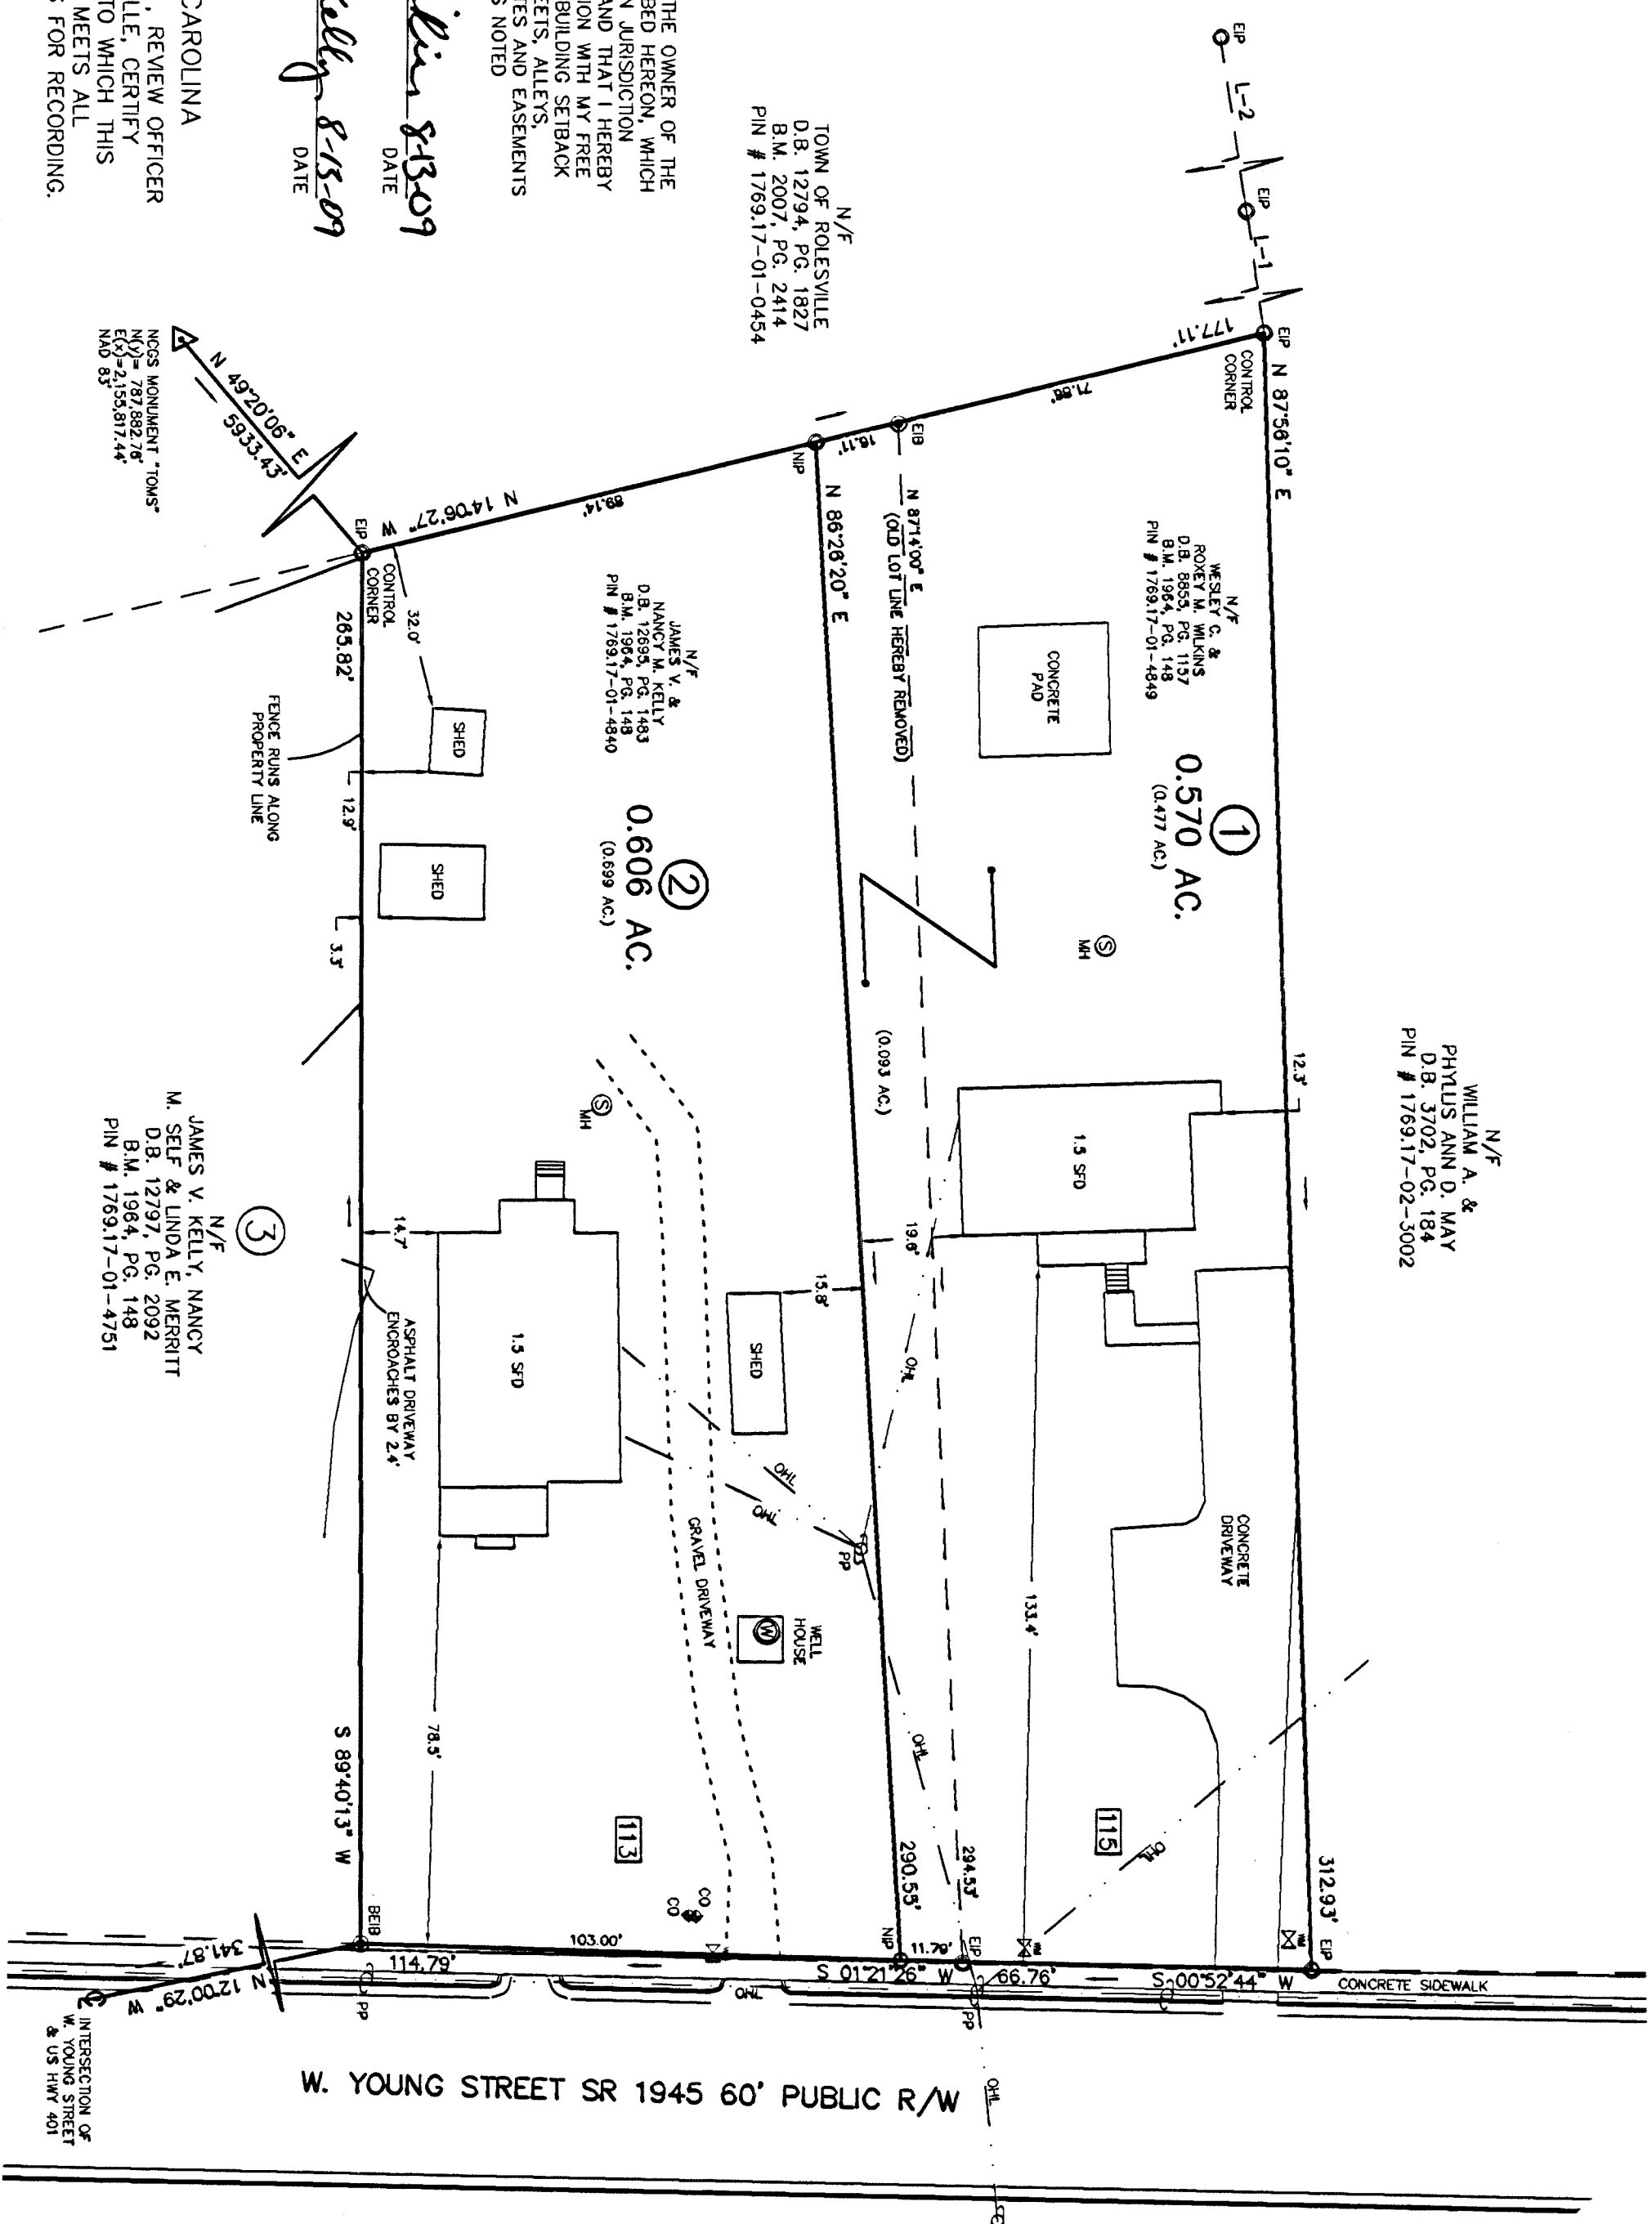 THE OWNER OF THE
BED HEREON, WHICH
N JURISDICTION
AND THAT I HEREBY
ION WITH MY FREE
BUILDING SETBACK
EETS, ALLEYS,
TES AND EASEMENTS
S NOTED
8-13-09
DATE
Kelly 8-13-09
DATE
CAROLINA
, REVIEW OFFICER
LLE, CERTIFY
TO WHICH THIS
MEETS ALL
S FOR RECORDING.
EIP
L-2
EIP
L-1
EIP
CONTROL
CORNER
N 87°56'10" E
312.93'
EIP
177.11'
71.86'
EIB
16.11'
NIP
89.14'
N 14°06'27" W
EIP
CONTROL
CORNER
N/F
TOWN OF ROLESVILLE
D.B. 12794, PG. 1827
B.M. 2007, PG. 2414
PIN # 1769.17-01-0454
N/F
WILLIAM A. &
PHYLLIS ANN D. MAY
D.B. 3702, PG. 184
PIN # 1769.17-02-3002
N/F
WESLEY C. &
ROXEY M. WILKINS
D.B. 8855, PG. 1157
B.M. 1964, PG. 148
PIN # 1769.17-01-4849
1
0.570 AC.
(0.477 AC.)
CONCRETE
PAD
S
MH
12.3'
1.5 SFD
19.6'
133.4'
CONCRETE
DRIVEWAY
115
OHL
WM
WM
N 87°14'00" E
(OLD LOT LINE HEREBY REMOVED)
294.53'
EIP
(0.093 AC.)
OHL
OHL
N 86°26'20" E
290.55'
NIP
11.79'
N/F
JAMES V. &
NANCY M. KELLY
D.B. 12695, PG. 1483
B.M. 1964, PG. 148
PIN # 1769.17-01-4840
2
0.606 AC.
(0.699 AC.)
32.0'
SHED
12.9'
SHED
3.3'
S
MH
14.7'
1.5 SFD
78.5'
15.8'
SHED
OHL
OHL
PP
GRAVEL DRIVEWAY
WELL
HOUSE
W
113
CO
CO
265.82'
S 89°40'13" W
BEIB
FENCE RUNS ALONG
PROPERTY LINE
ASPHALT DRIVEWAY
ENCROACHES BY 2.4'
3
N/F
JAMES V. KELLY, NANCY
M. SELF & LINDA E. MERRITT
D.B. 12797, PG. 2092
B.M. 1964, PG. 148
PIN # 1769.17-01-4751
N 49°20'06" E
5933.43'
NCGS MONUMENT "TOMS"
N(y)= 787,882.76'
E(x)=2,155,817.44'
NAD 83'
103.00'
114.79'
S 01°21'26" W
66.76'
S 00°52'44" W
CONCRETE SIDEWALK
PP
OHL
PP
OHL
341.87'
N 12°00'29" W
INTERSECTION OF
W. YOUNG STREET
& US HWY 401
W. YOUNG STREET SR 1945 60' PUBLIC R/W